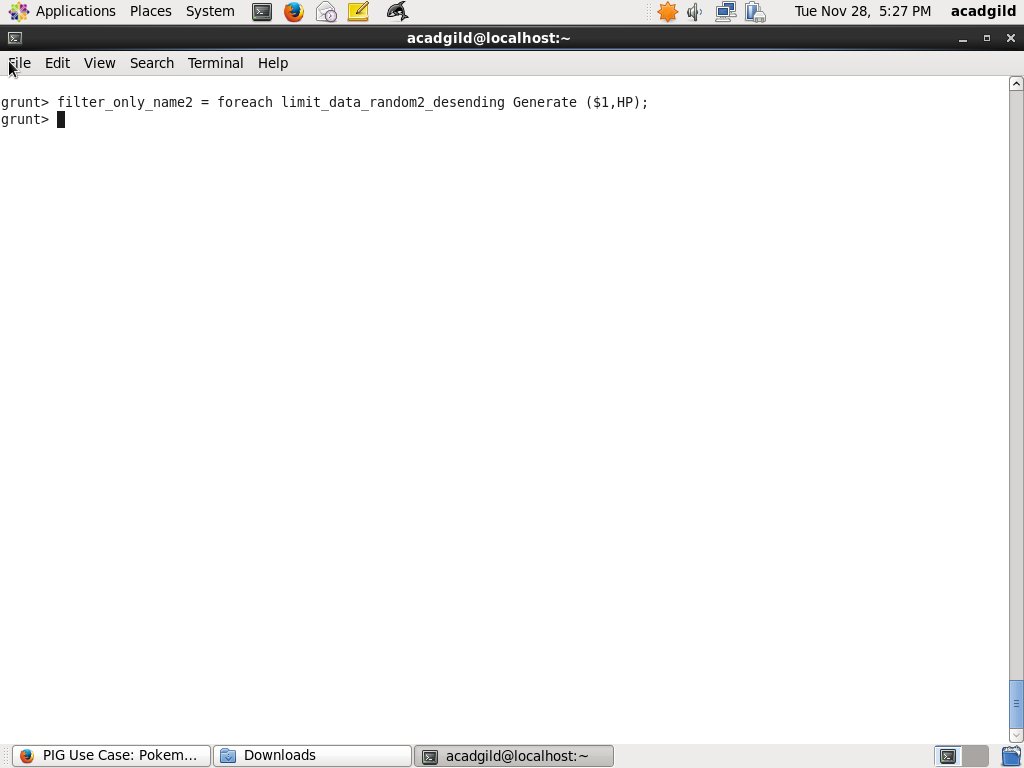 Applications Places System Tue Nov 28, 5:27 PM acadgild
acadgild@localhost:~
File Edit View Search Terminal Help
grunt> filter_only_name2 = foreach limit_data_random2_desending Generate ($1,HP);
grunt>
PIG Use Case: Pokem... Downloads acadgild@localhost:~